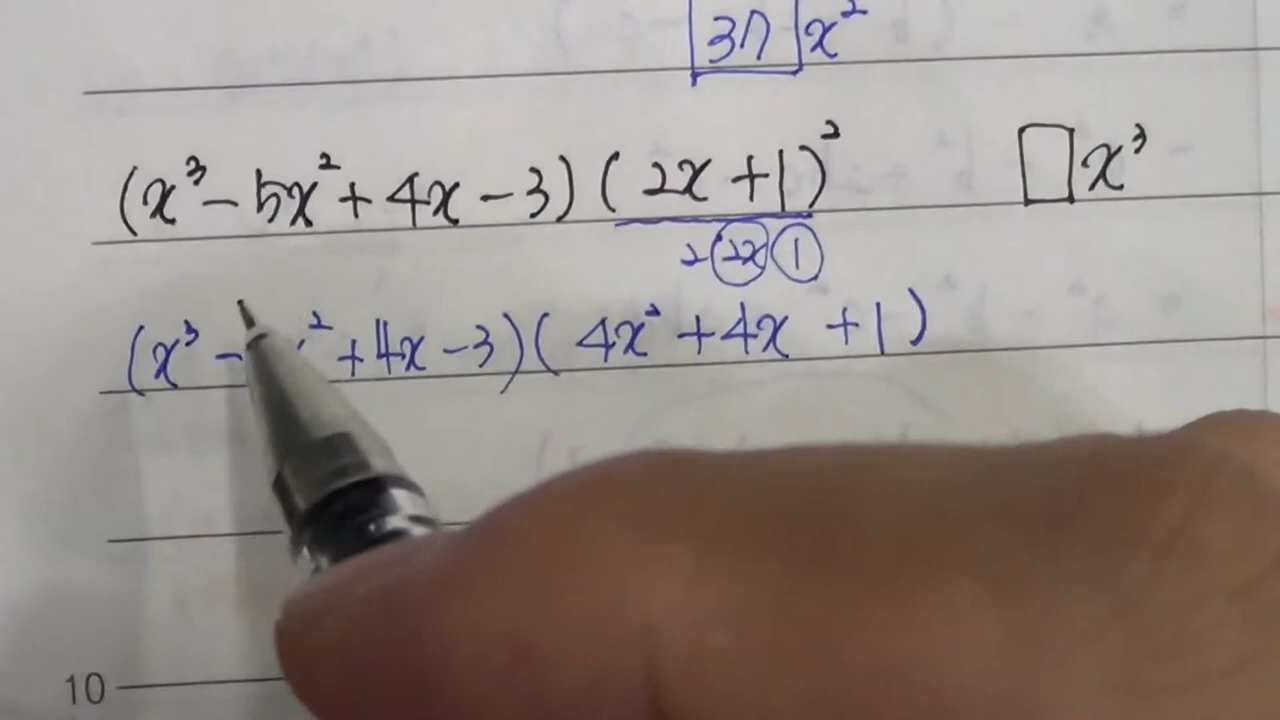 37 x²
(x³ - 5x² + 4x - 3)(2x + 1)² □x³
2 2x 1
(x³ - ² + 4x - 3)(4x² + 4x + 1)
10